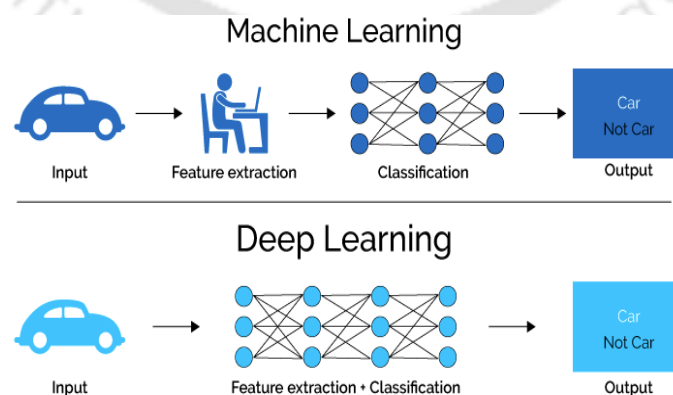 Machine Learning
Car
Not Car
Input
Feature extraction
Classification
Output
Deep Learning
Car
Not Car
Input
Feature extraction + Classification
Output